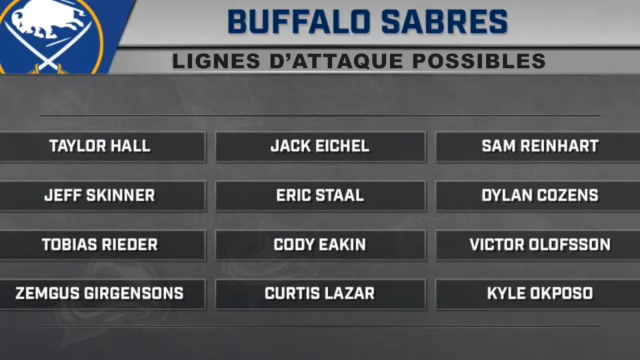 BUFFALO SABRES
LIGNES D'ATTAQUE POSSIBLES
TAYLOR HALL JACK EICHEL SAM REINHART
JEFF SKINNER ERIC STAAL DYLAN COZENS
TOBIAS RIEDER CODY EAKIN VICTOR OLOFSSON
ZEMGUS GIRGENSONS CURTIS LAZAR KYLE OKPOSO